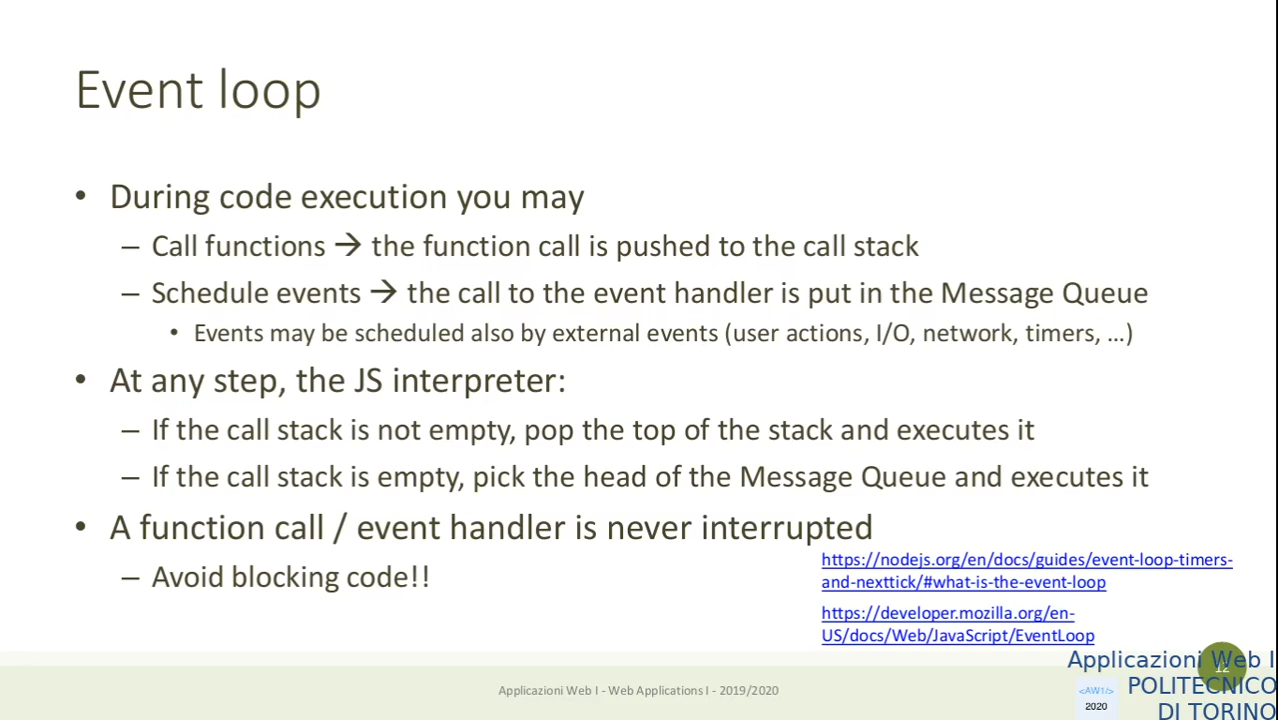 Event loop
• During code execution you may
– Call functions → the function call is pushed to the call stack
– Schedule events → the call to the event handler is put in the Message Queue
• Events may be scheduled also by external events (user actions, I/O, network, timers, …)
• At any step, the JS interpreter:
– If the call stack is not empty, pop the top of the stack and executes it
– If the call stack is empty, pick the head of the Message Queue and executes it
• A function call / event handler is never interrupted
– Avoid blocking code!!
https://nodejs.org/en/docs/guides/event-loop-timers-
and-nexttick/#what-is-the-event-loop
https://developer.mozilla.org/en-
US/docs/Web/JavaScript/EventLoop
Applicazioni Web I - Web Applications I - 2019/2020
12
Applicazioni Web I
POLITECNICO
DI TORINO
<AW1/>
2020